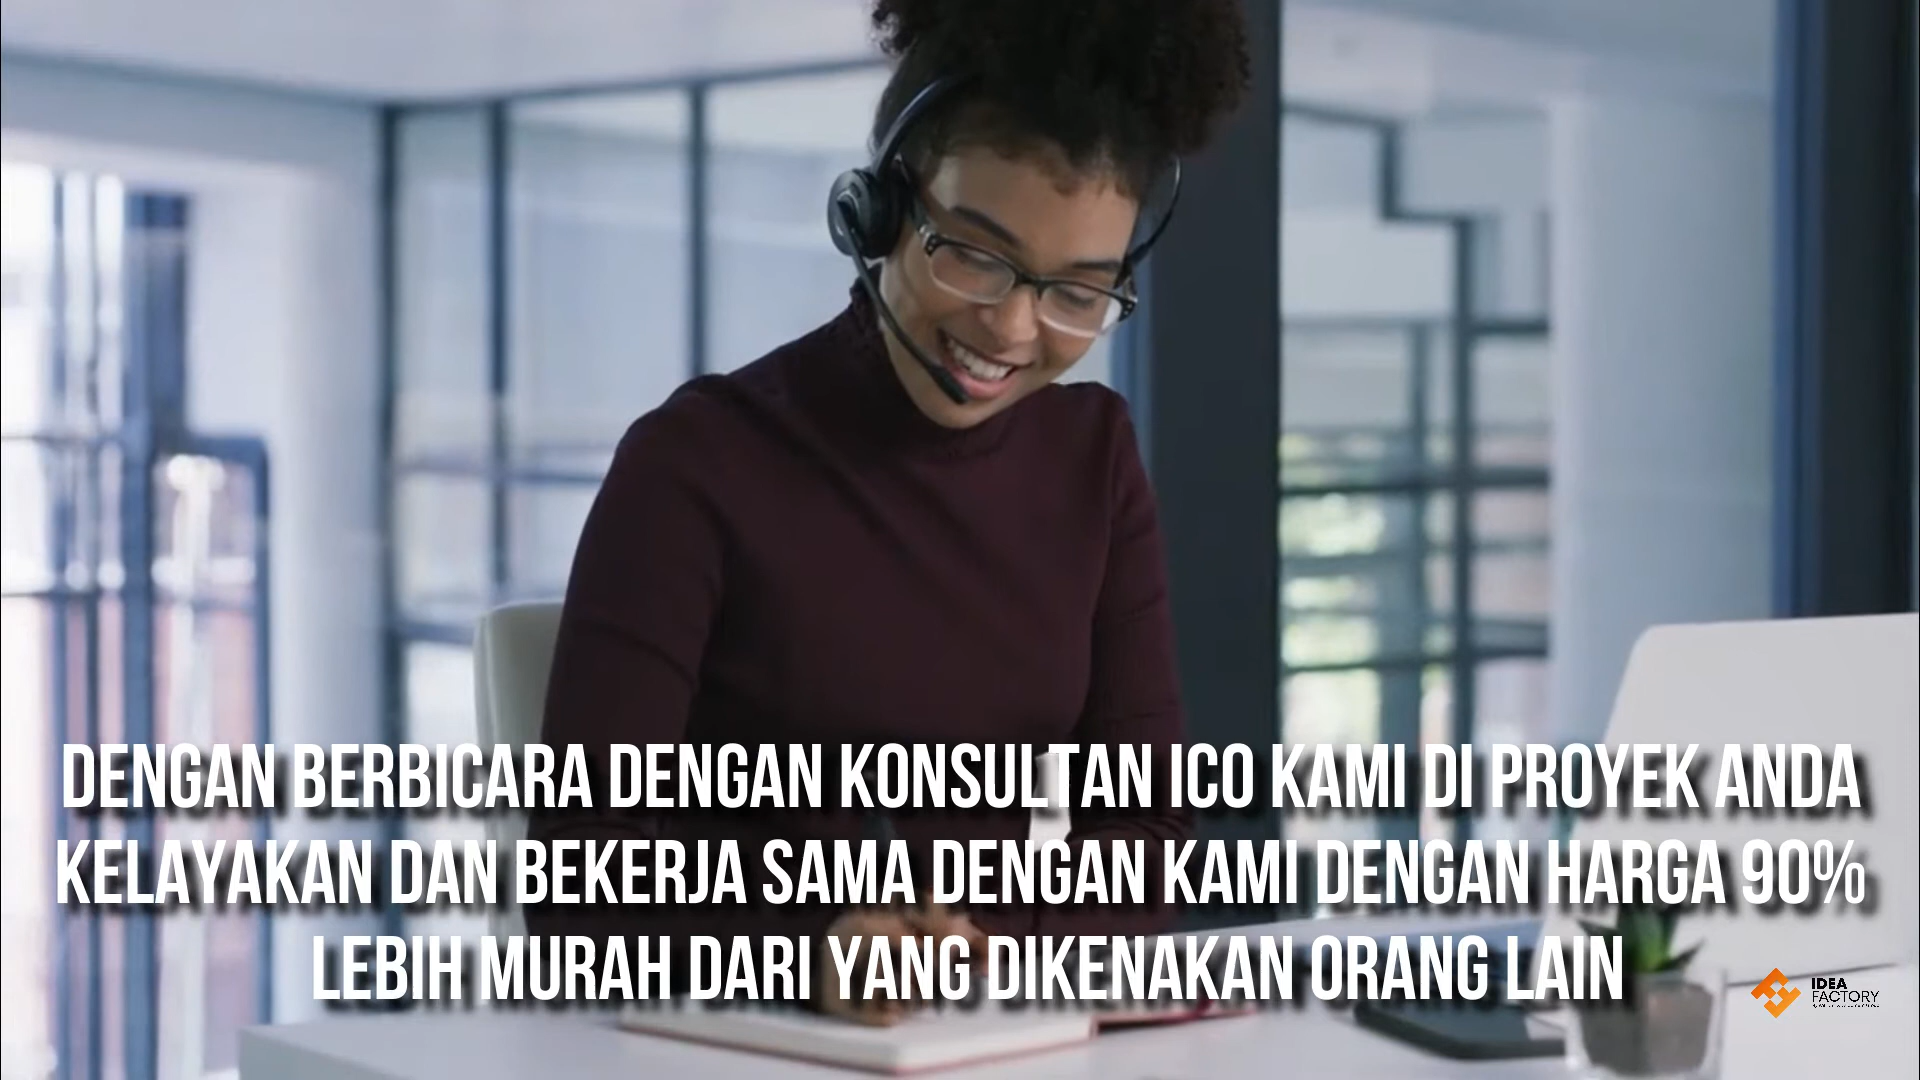 DENGAN BERBICARA DENGAN KONSULTAN ICO KAMI DI PROYEK ANDA
KELAYAKAN DAN BEKERJA SAMA DENGAN KAMI DENGAN HARGA 90%
LEBIH MURAH DARI YANG DIKENAKAN ORANG LAIN
IDEA
FACTORY